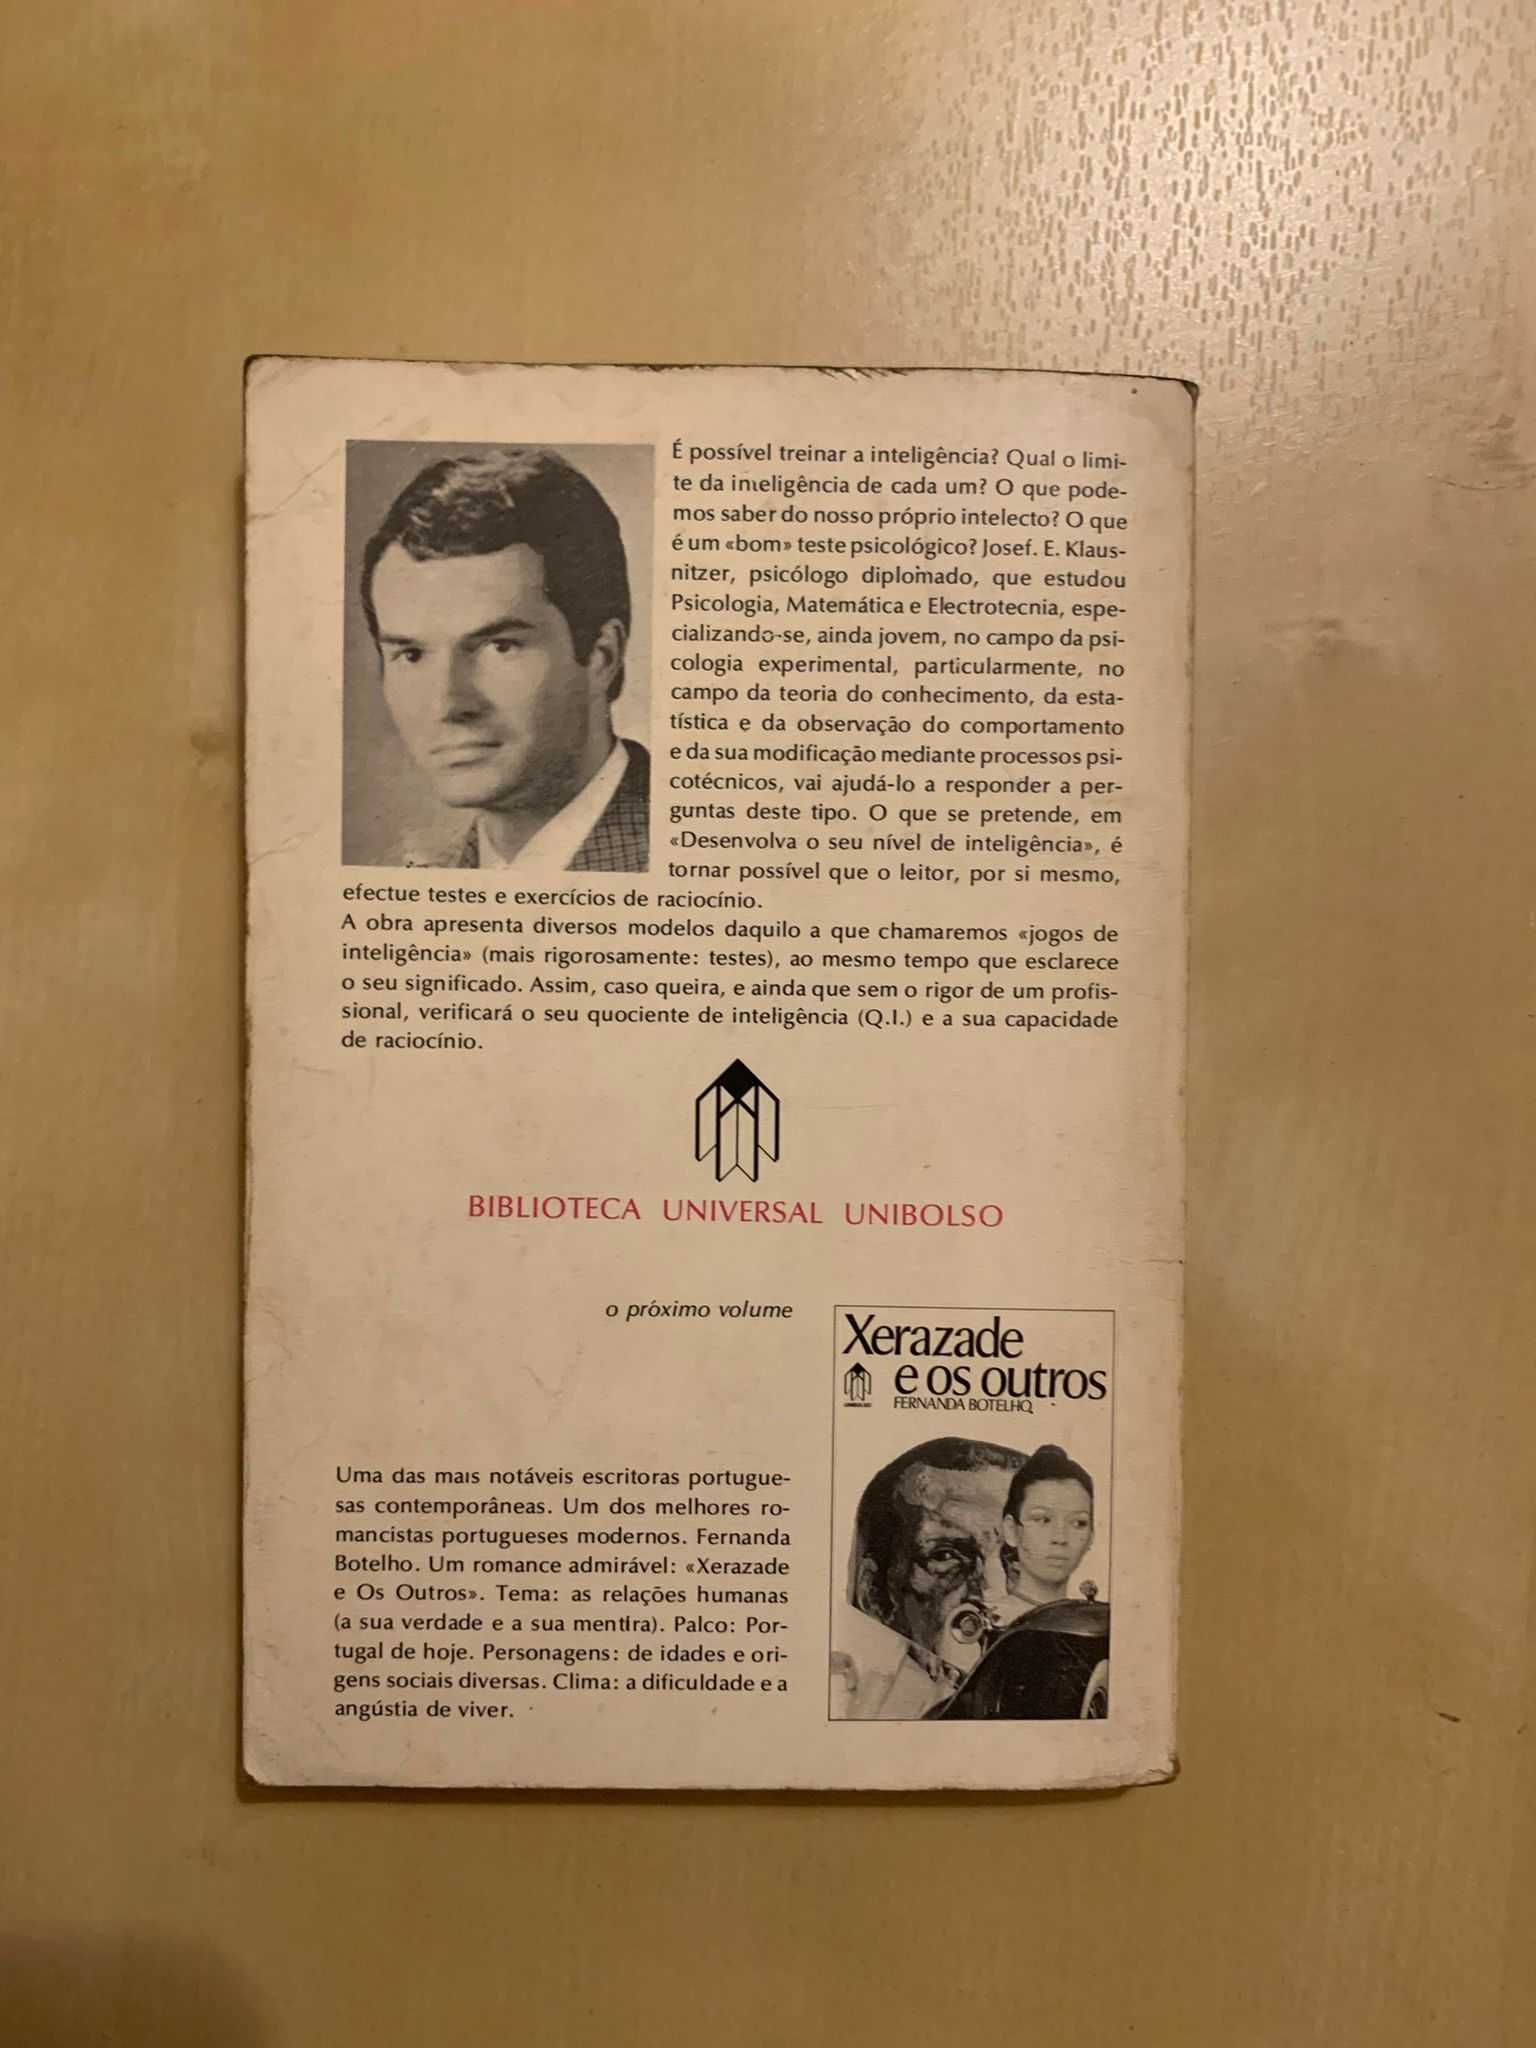 É possível treinar a inteligência? Qual o limi-
te da inteligência de cada um? O que pode-
mos saber do nosso próprio intelecto? O que
é um «bom» teste psicológico? Josef. E. Klaus-
nitzer, psicólogo diplomado, que estudou
Psicologia, Matemática e Electrotecnia, espe-
cializando-se, ainda jovem, no campo da psi-
cologia experimental, particularmente, no
campo da teoria do conhecimento, da esta-
tística e da observação do comportamento
e da sua modificação mediante processos psi-
cotécnicos, vai ajudá-lo a responder a per-
guntas deste tipo. O que se pretende, em
«Desenvolva o seu nível de inteligência», é
tornar possível que o leitor, por si mesmo,
efectue testes e exercícios de raciocínio.
A obra apresenta diversos modelos daquilo a que chamaremos «jogos de
inteligência» (mais rigorosamente: testes), ao mesmo tempo que esclarece
o seu significado. Assim, caso queira, e ainda que sem o rigor de um profis-
sional, verificará o seu quociente de inteligência (Q.I.) e a sua capacidade
de raciocínio.
BIBLIOTECA UNIVERSAL UNIBOLSO
o próximo volume
Xerazade
e os outros
FERNANDA BOTELHO
UNIBOLSO
Uma das mais notáveis escritoras portugue-
sas contemporâneas. Um dos melhores ro-
mancistas portugueses modernos. Fernanda
Botelho. Um romance admirável: «Xerazade
e Os Outros». Tema: as relações humanas
(a sua verdade e a sua mentira). Palco: Por-
tugal de hoje. Personagens: de idades e ori-
gens sociais diversas. Clima: a dificuldade e a
angústia de viver.